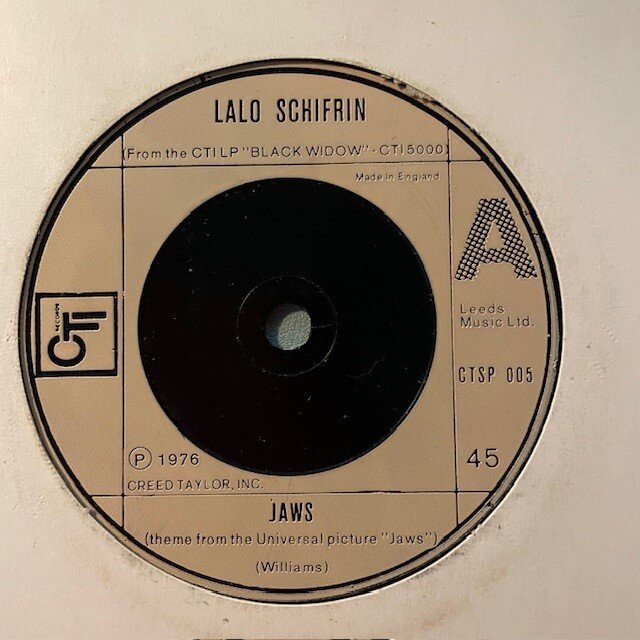 LALO SCHIFRIN
(From the CTI LP "BLACK WIDOW" - CTI 5000)
Made in England
A
Leeds
Music Ltd.
CTI
RECORDS
CTSP 005
℗ 1976
45
CREED TAYLOR, INC.
JAWS
(theme from the Universal picture "Jaws")
(Williams)